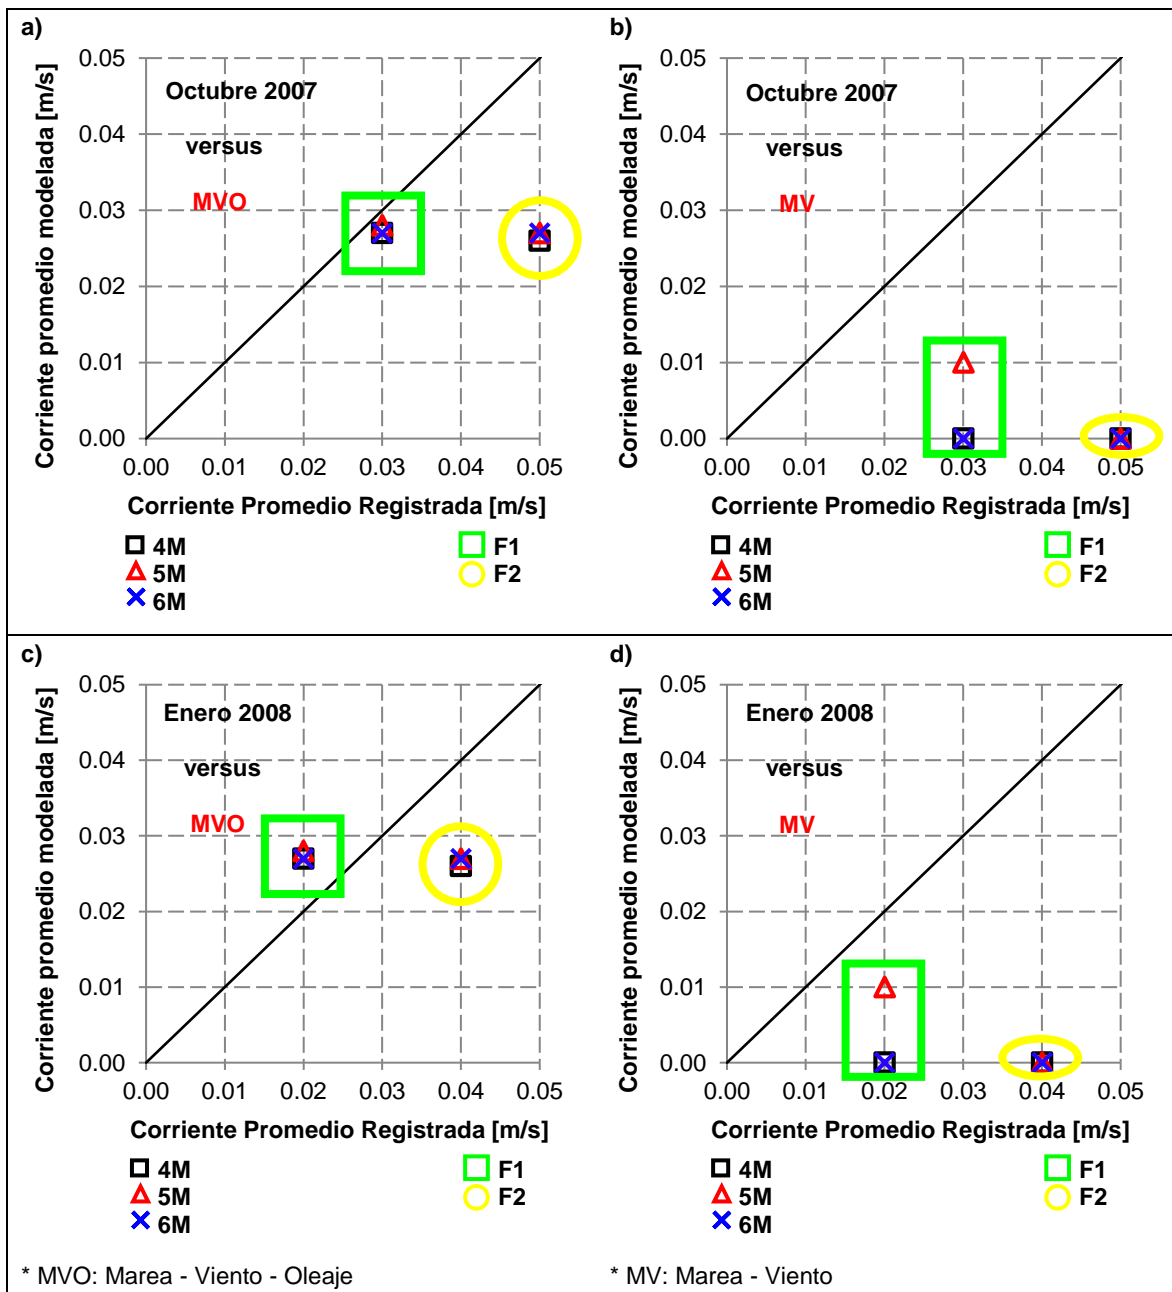 a)
Corriente promedio modelada [m/s]
0.05
0.04
0.03
0.02
0.01
0.00
Octubre 2007
versus
MVO
0.00 0.01 0.02 0.03 0.04 0.05
Corriente Promedio Registrada [m/s]
4M
5M
6M
F1
F2
b)
Corriente promedio modelada [m/s]
0.05
0.04
0.03
0.02
0.01
0.00
Octubre 2007
versus
MV
0.00 0.01 0.02 0.03 0.04 0.05
Corriente Promedio Registrada [m/s]
4M
5M
6M
F1
F2
c)
Corriente promedio modelada [m/s]
0.05
0.04
0.03
0.02
0.01
0.00
Enero 2008
versus
MVO
0.00 0.01 0.02 0.03 0.04 0.05
Corriente Promedio Registrada [m/s]
4M
5M
6M
F1
F2
* MVO: Marea - Viento - Oleaje
d)
Corriente promedio modelada [m/s]
0.05
0.04
0.03
0.02
0.01
0.00
Enero 2008
versus
MV
0.00 0.01 0.02 0.03 0.04 0.05
Corriente Promedio Registrada [m/s]
4M
5M
6M
F1
F2
* MV: Marea - Viento